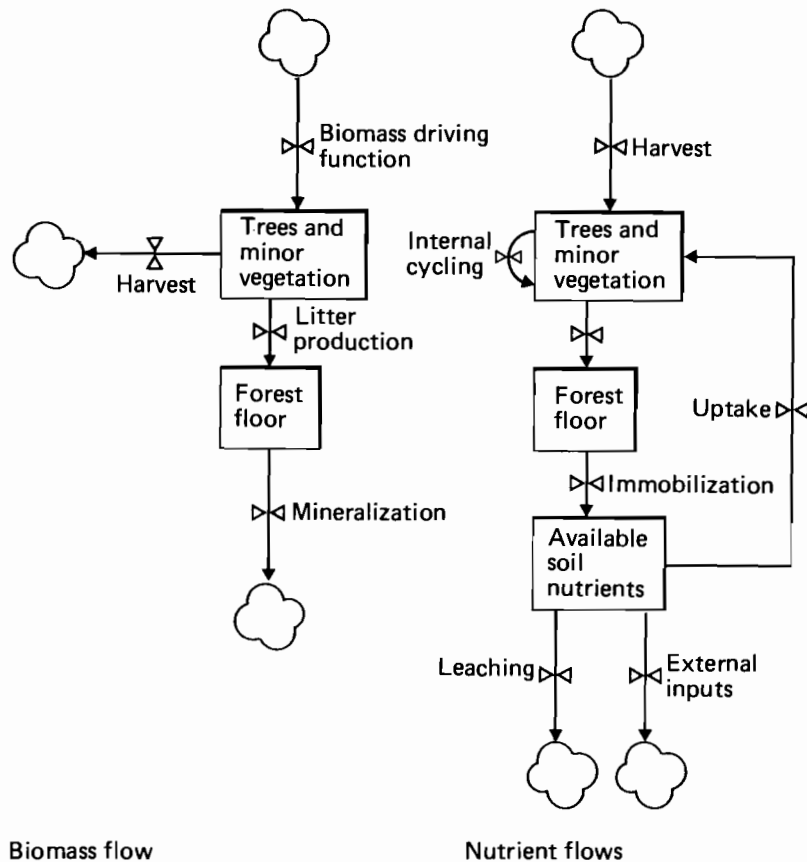 Biomass driving
function
Trees and
minor
vegetation
Harvest
Litter
production
Forest
floor
Mineralization
Biomass flow
Harvest
Internal
cycling
Trees and
minor
vegetation
Forest
floor
Uptake
Immobilization
Available
soil
nutrients
Leaching
External
inputs
Nutrient flows